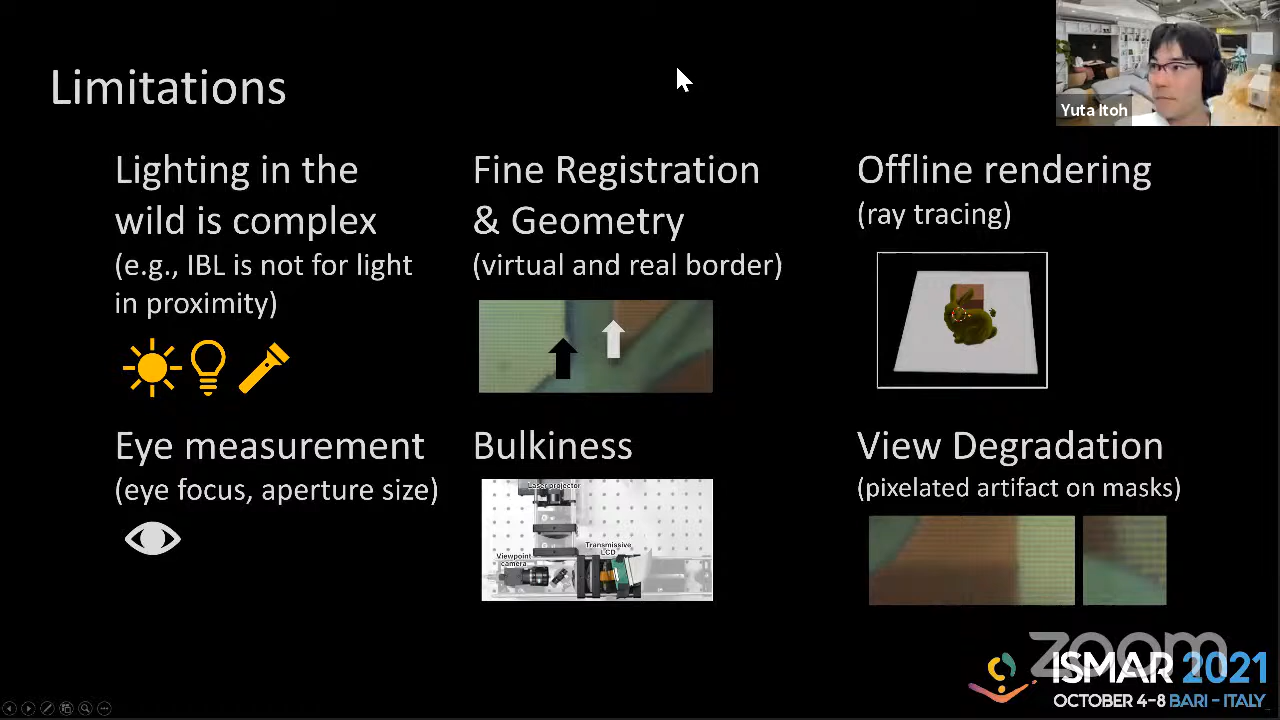 Limitations
Yuta Itoh
Lighting in the
wild is complex
(e.g., IBL is not for light
in proximity)
Fine Registration
& Geometry
(virtual and real border)
Offline rendering
(ray tracing)
Eye measurement
(eye focus, aperture size)
Bulkiness
Laser projector
Transmissive
LCD
Viewpoint
camera
View Degradation
(pixelated artifact on masks)
zoom
ISMAR 2021
OCTOBER 4-8 BARI - ITALY